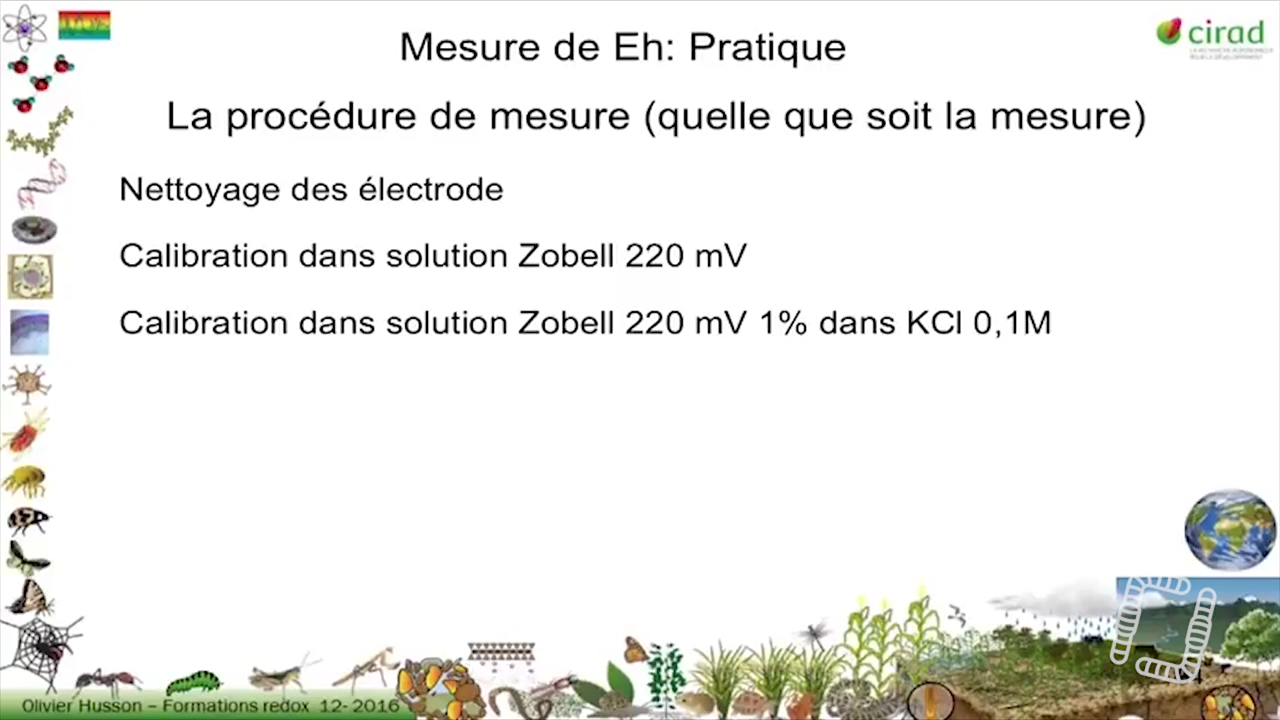 Mesure de Eh: Pratique
cirad
La procédure de mesure (quelle que soit la mesure)
Nettoyage des électrode
Calibration dans solution Zobell 220 mV
Calibration dans solution Zobell 220 mV 1% dans KCl 0,1M
Olivier Husson – Formations redox 12- 2016